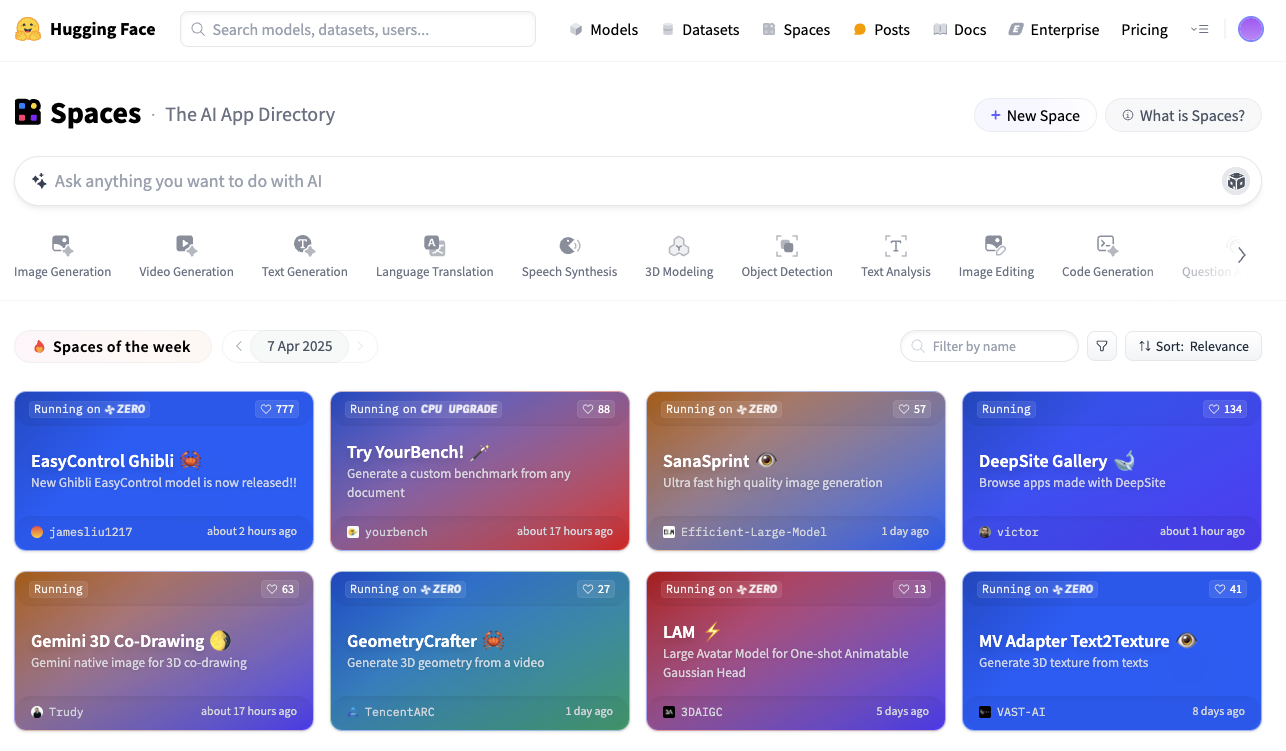 Hugging Face
Search models, datasets, users...
Models
Datasets
Spaces
Posts
Docs
Enterprise
Pricing
Spaces · The AI App Directory
+ New Space
What is Spaces?
Ask anything you want to do with AI
Image Generation
Video Generation
Text Generation
Language Translation
Speech Synthesis
3D Modeling
Object Detection
Text Analysis
Image Editing
Code Generation
Question
Spaces of the week
7 Apr 2025
Filter by name
Sort: Relevance
Running on ZERO
777
EasyControl Ghibli 🦀
New Ghibli EasyControl model is now released!!
jamesliu1217
about 2 hours ago
Running on CPU UPGRADE
88
Try YourBench! 🪄
Generate a custom benchmark from any
document
yourbench
about 17 hours ago
Running on ZERO
57
SanaSprint 👁️
Ultra fast high quality image generation
Efficient-Large-Model
1 day ago
Running
134
DeepSite Gallery 🐳
Browse apps made with DeepSite
victor
about 1 hour ago
Running
63
Gemini 3D Co-Drawing 🌖
Gemini native image for 3D co-drawing
Trudy
about 17 hours ago
Running on ZERO
27
GeometryCrafter 🦀
Generate 3D geometry from a video
TencentARC
1 day ago
Running on ZERO
13
LAM ⚡
Large Avatar Model for One-shot Animatable
Gaussian Head
3DAIGC
5 days ago
Running on ZERO
41
MV Adapter Text2Texture 👁️
Generate 3D texture from texts
VAST-AI
8 days ago